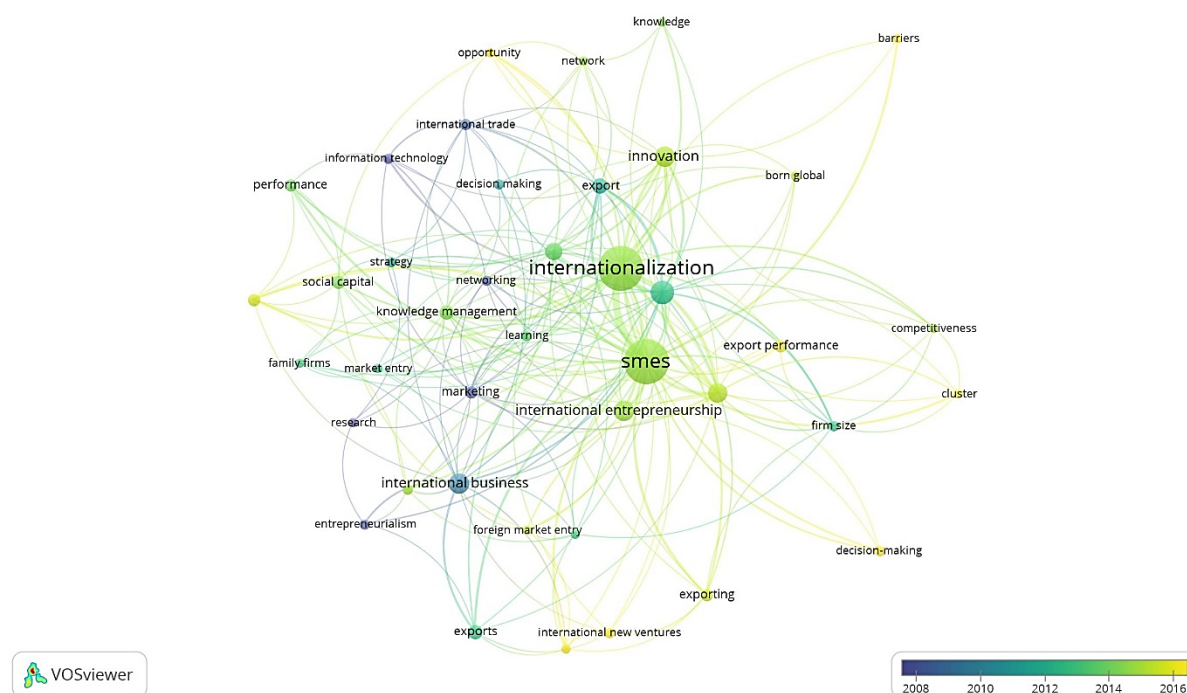 knowledge
barriers
opportunity
network
international trade
information technology
innovation
performance
decision making
export
born global
strategy
internationalization
social capital
networking
knowledge management
learning
competitiveness
export performance
family firms
market entry
smes
marketing
cluster
international entrepreneurship
research
firm size
international business
entrepreneurialism
foreign market entry
decision-making
exporting
exports
international new ventures
VOSviewer
2008 2010 2012 2014 2016